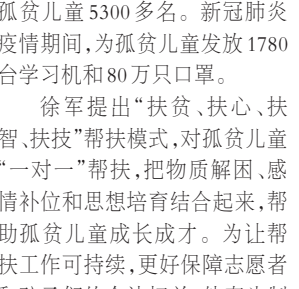 孤贫儿童5300多名。新冠肺炎
疫情期间,为孤贫儿童发放1780
台学习机和80万只口罩。
徐军提出“扶贫、扶心、扶
智、扶技”帮扶模式,对孤贫儿童
“一对一”帮扶,把物质解困、感
情补位和思想培育结合起来,帮
助孤贫儿童成长成才。为让帮
扶工作可持续,更好保障志愿者